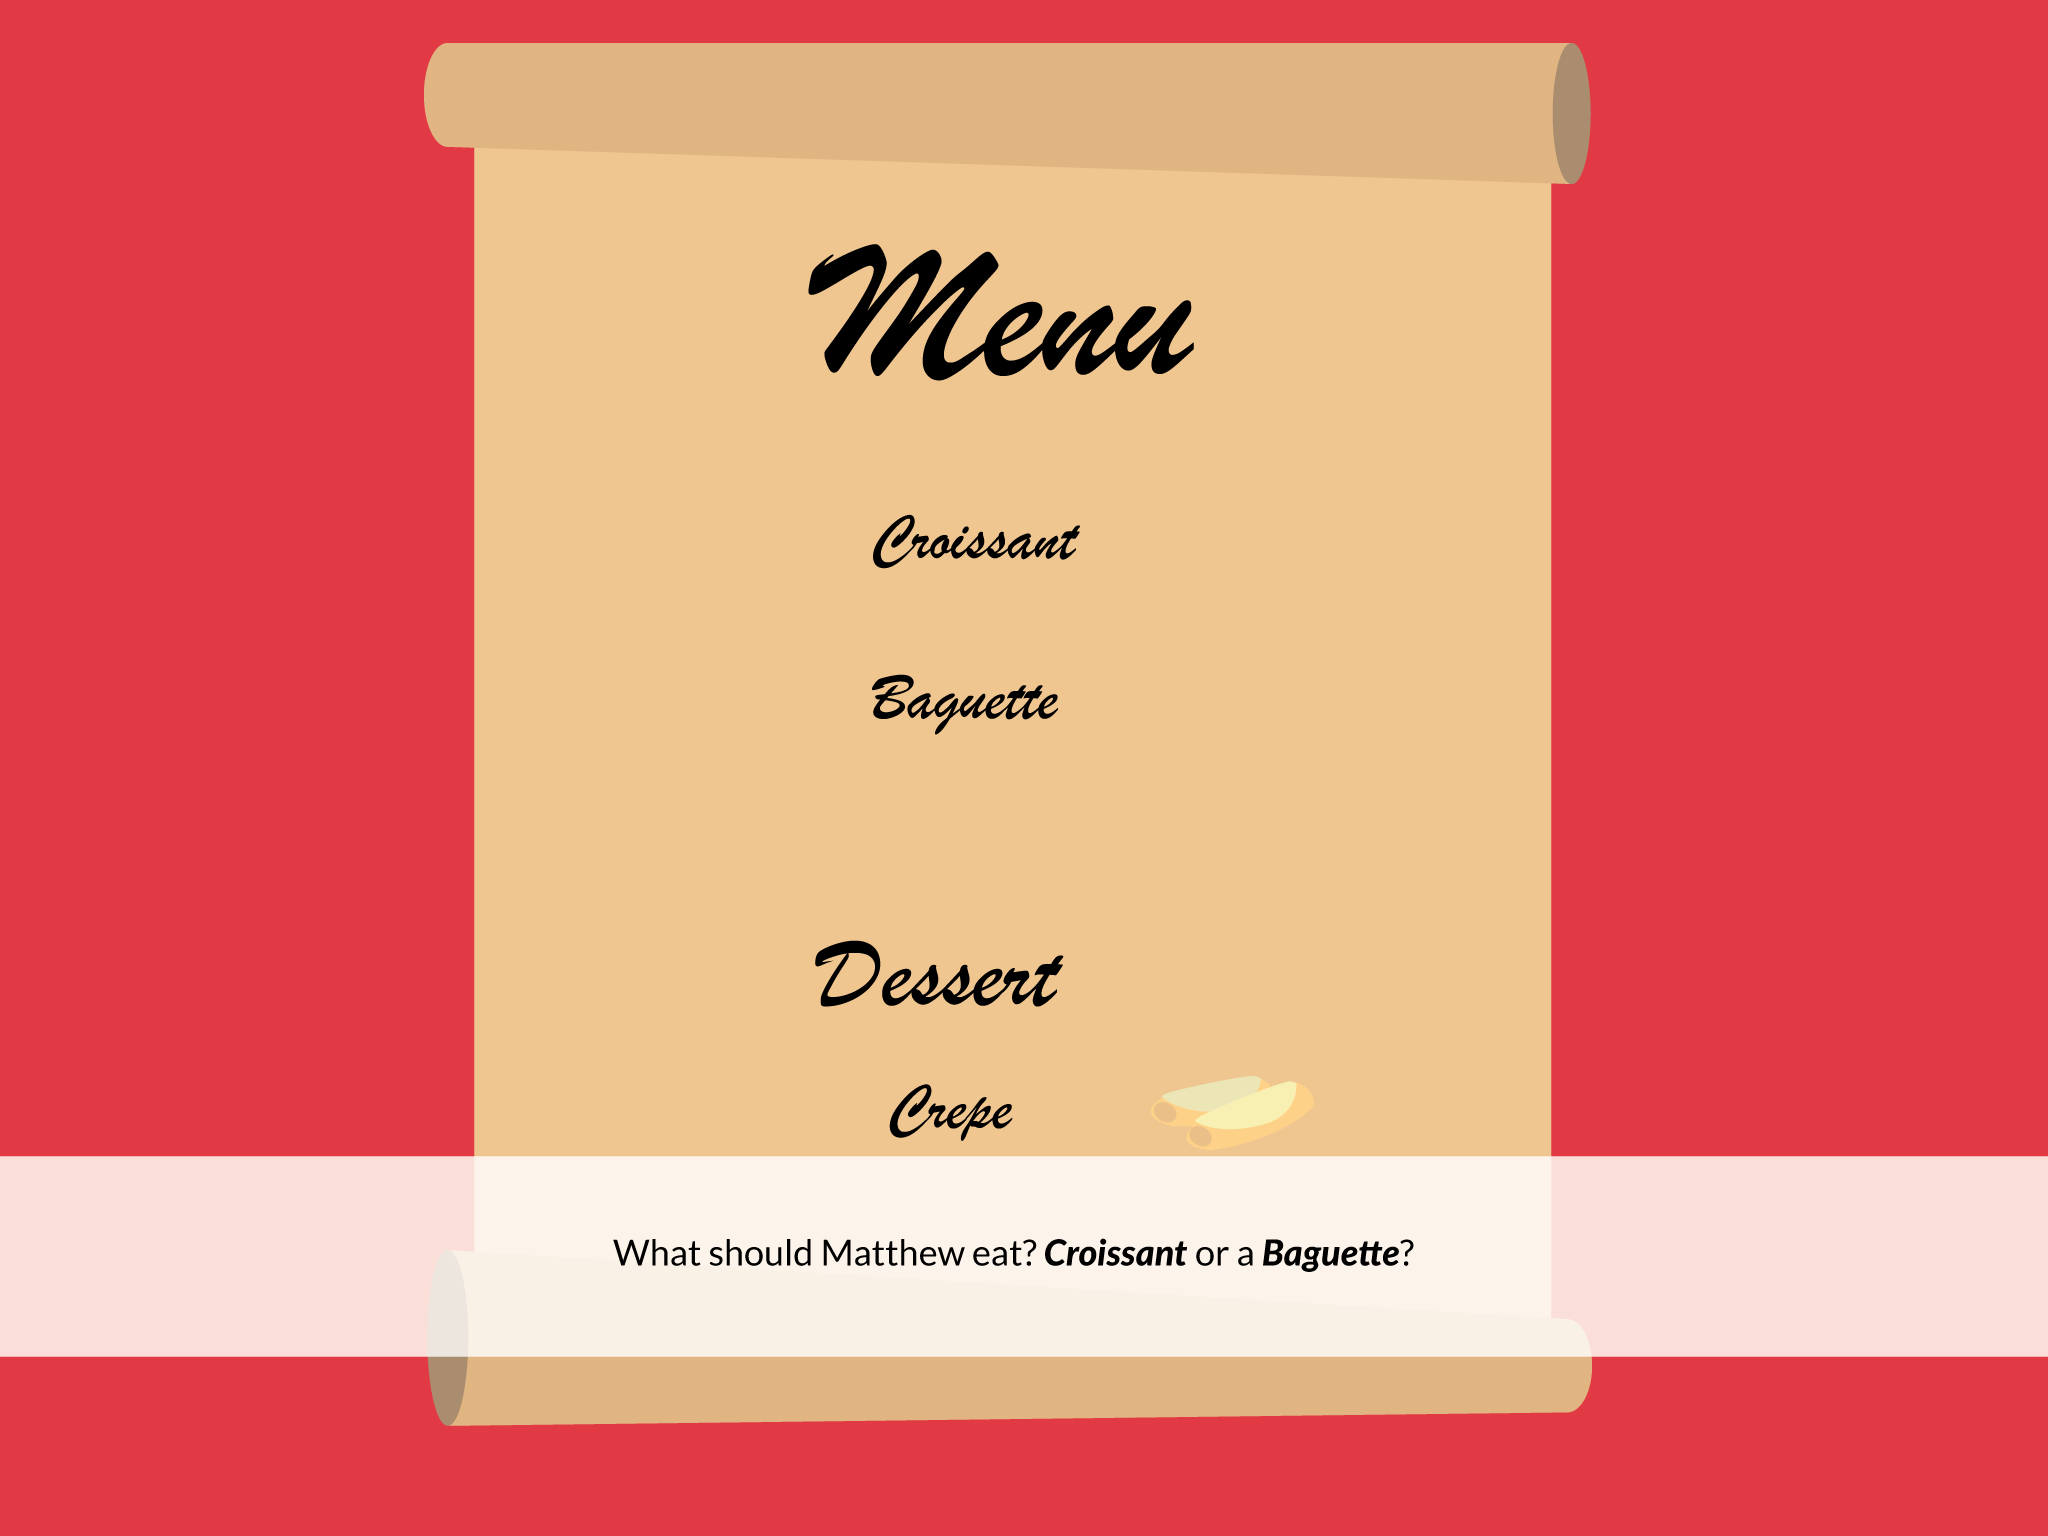 Menu
Croissant
Baguette
Dessert
Crepe
What should Matthew eat? Croissant or a Baguette?